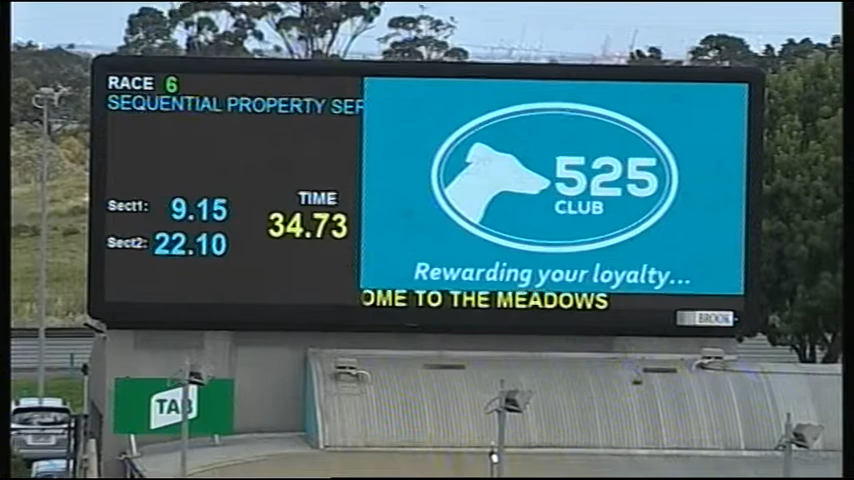 RACE 6
SEQUENTIAL PROPERTY SER
Sect1: 9.15
Sect2: 22.10
TIME
34.73
525
CLUB
Rewarding your loyalty...
OME TO THE MEADOWS
BROOK
TAB